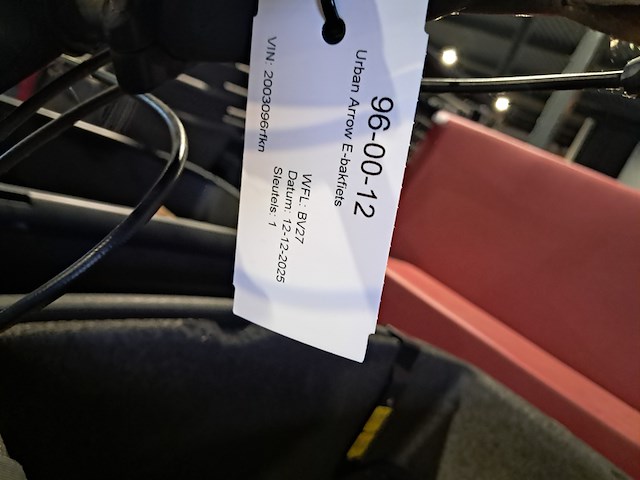 96-00-12
Urban Arrow E-bakfiets
WFL: BV27
Datum: 12-12-2025
Sleutels: 1
VIN: 2003096rfkn